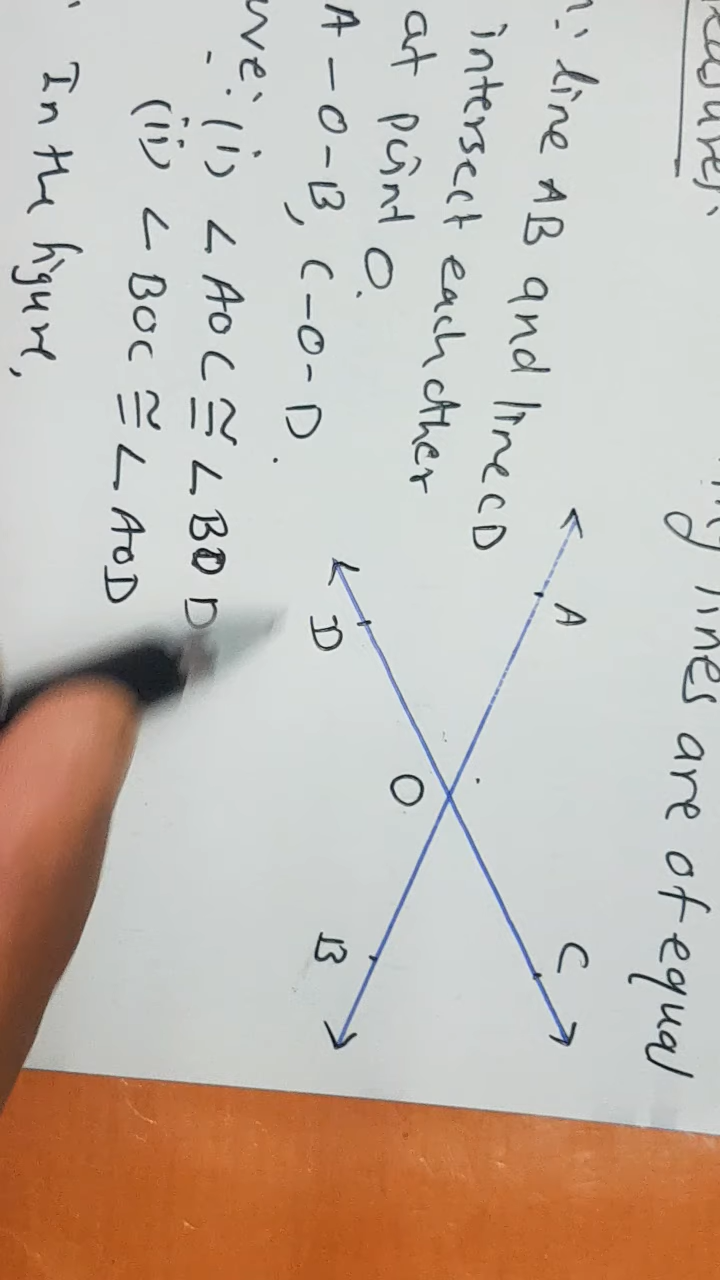 lines are of equal
line AB and line CD
intersect each other
at point O.
A – O – B, C – O – D.
(i) < AOC ≅ < BOD
(ii) < BOC ≅ < AOD
In the figure,
A
C
D
O
B